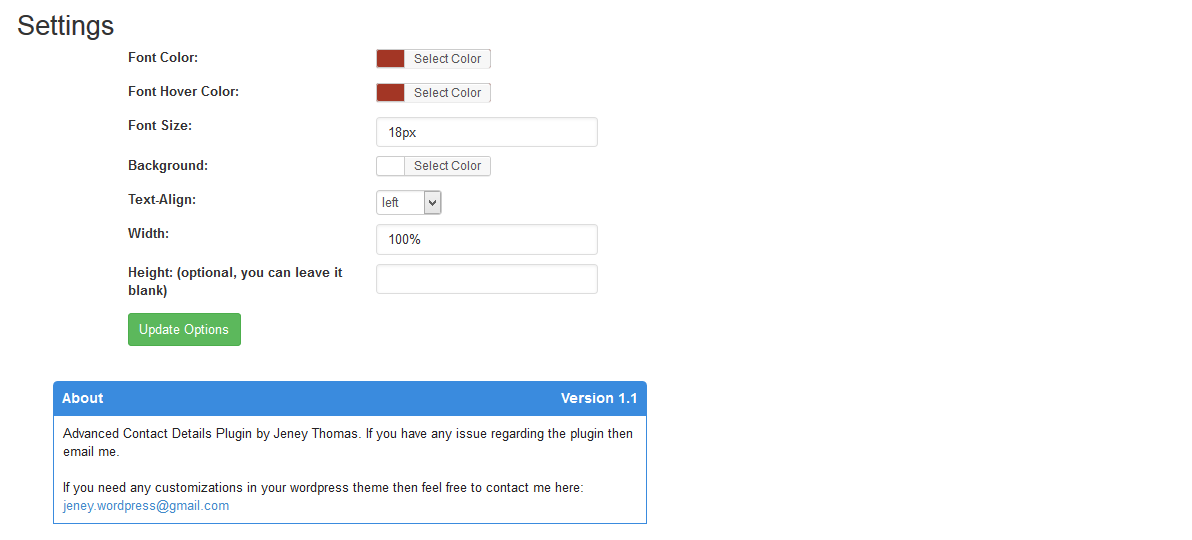 Settings
Font Color:
Select Color
Font Hover Color:
Select Color
Font Size:
18px
Background:
Select Color
Text-Align:
left
Width:
100%
Height: (optional, you can leave it
blank)
Update Options
About
Version 1.1
Advanced Contact Details Plugin by Jeney Thomas. If you have any issue regarding the plugin then
email me.
If you need any customizations in your wordpress theme then feel free to contact me here:
jeney.wordpress@gmail.com